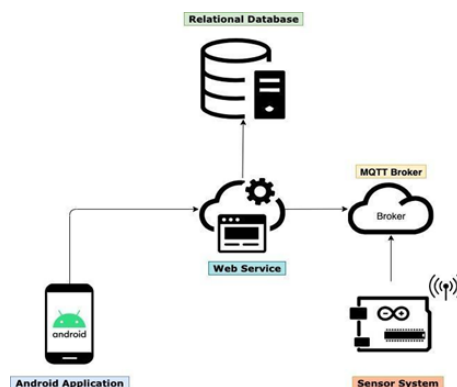 Relational Database
MQTT Broker
Broker
Web Service
android
Android Application
Sensor System